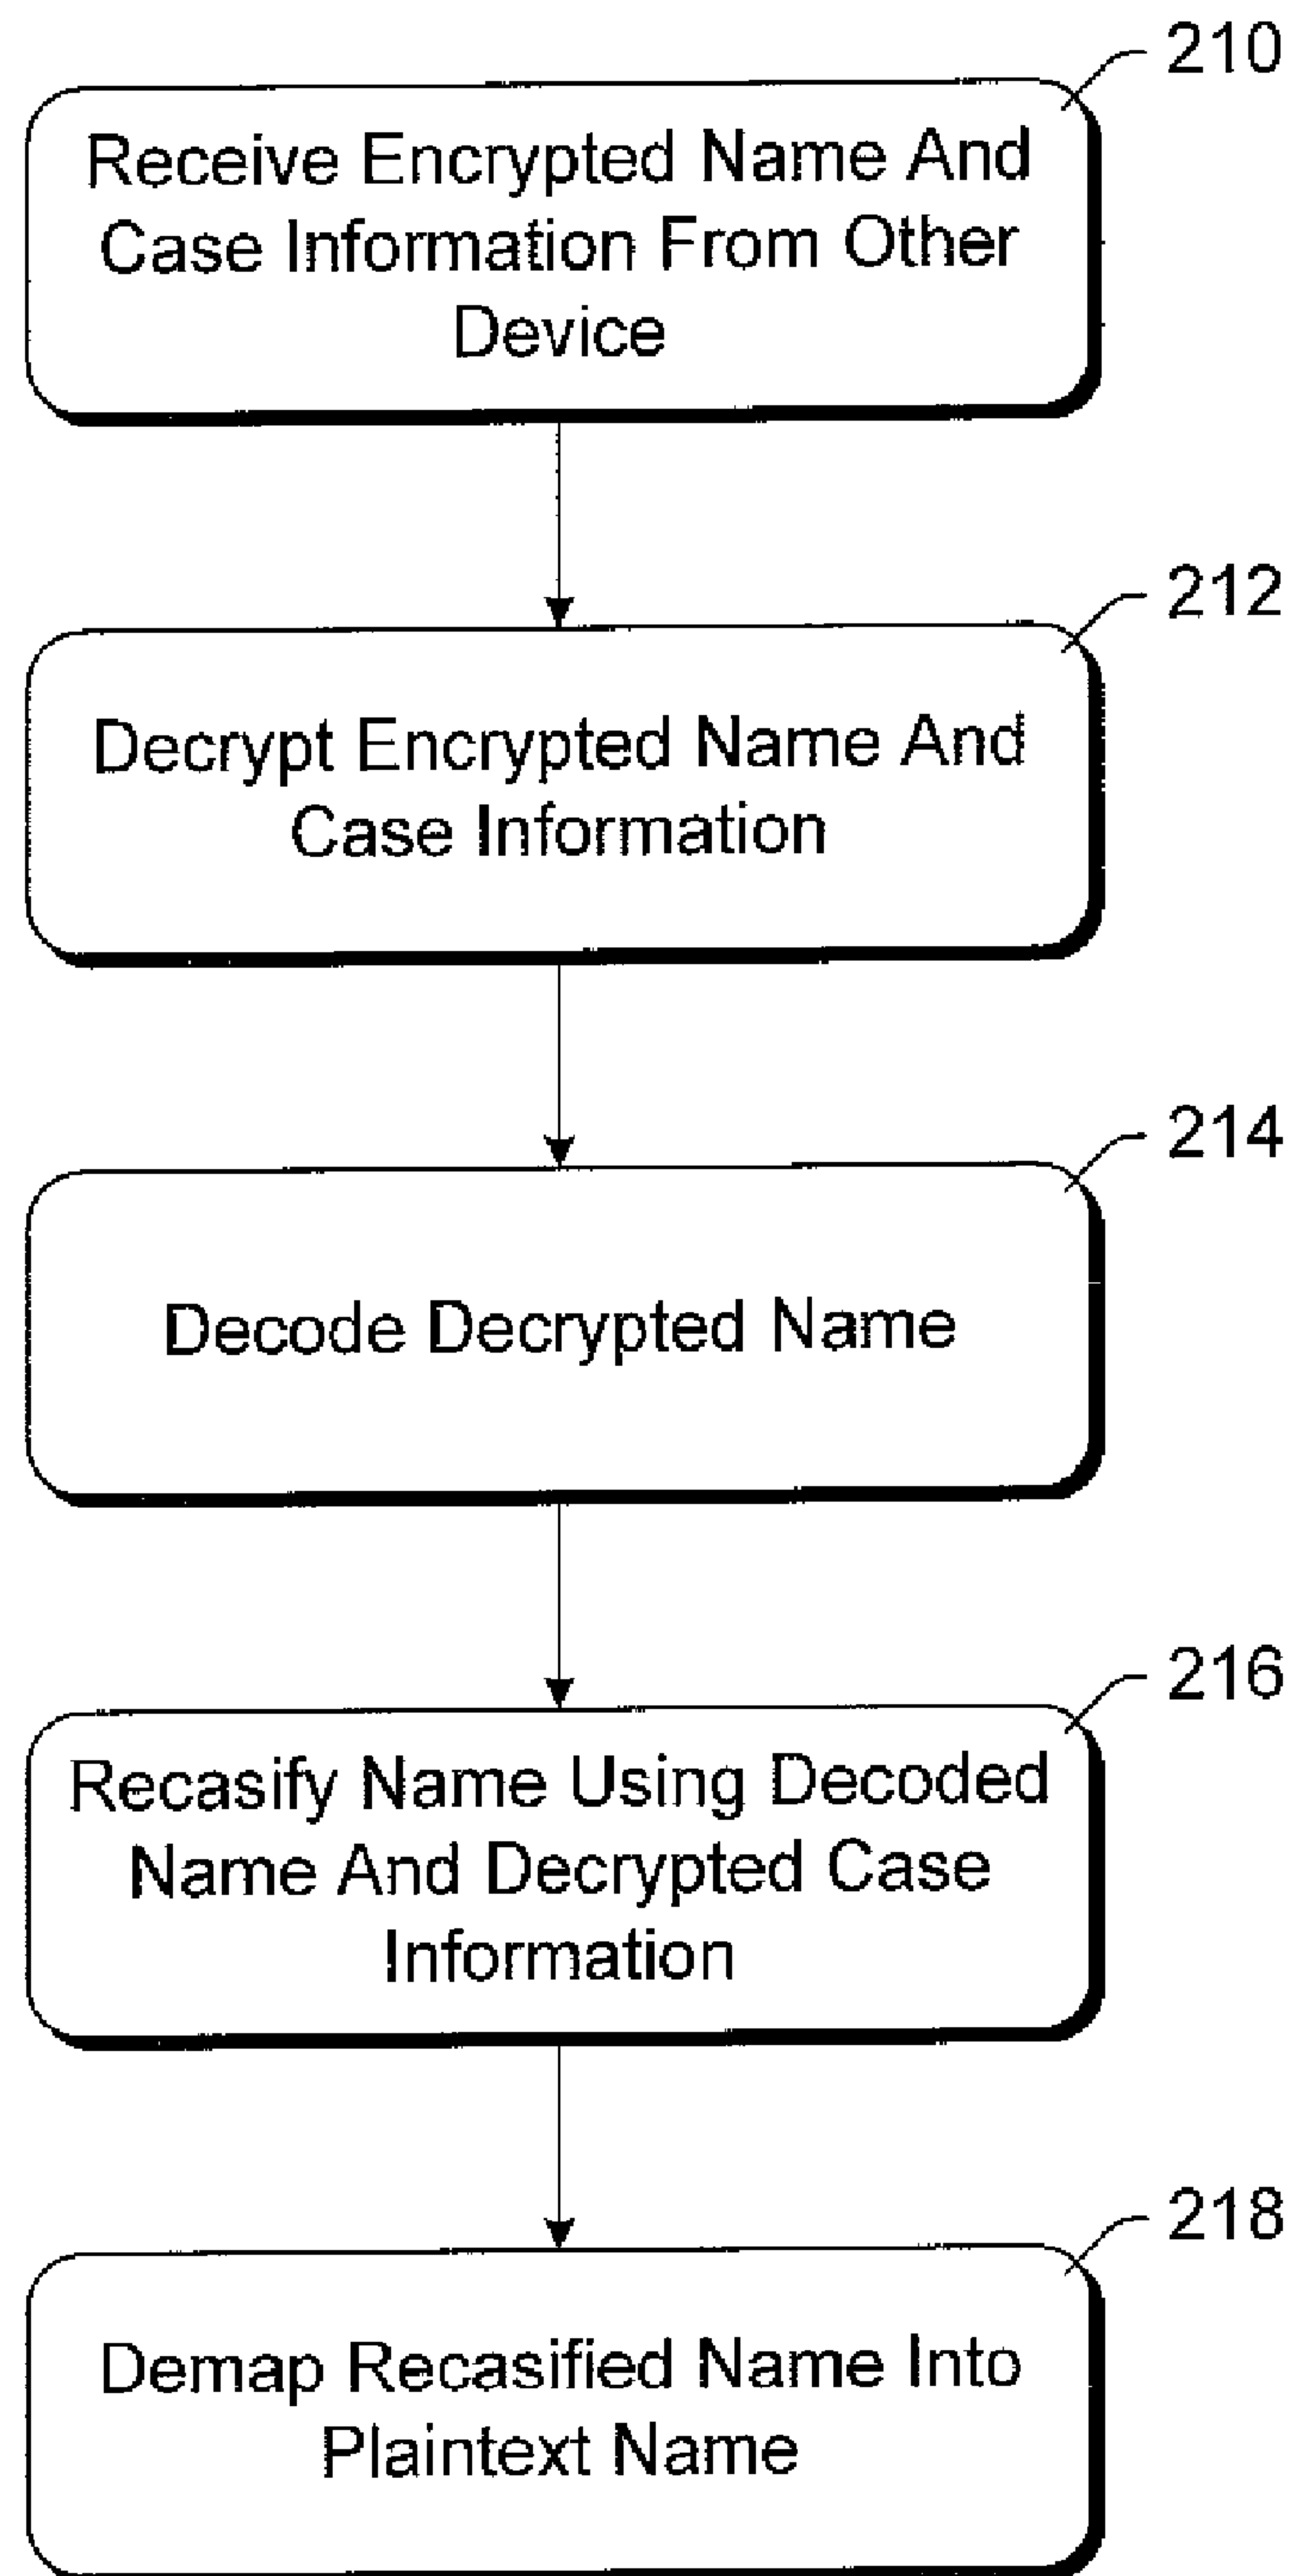 210
Receive Encrypted Name And
Case Information From Other
Device
212
Decrypt Encrypted Name And
Case Information
214
Decode Decrypted Name
216
Recasify Name Using Decoded
Name And Decrypted Case
Information
218
Demap Recasified Name Into
Plaintext Name